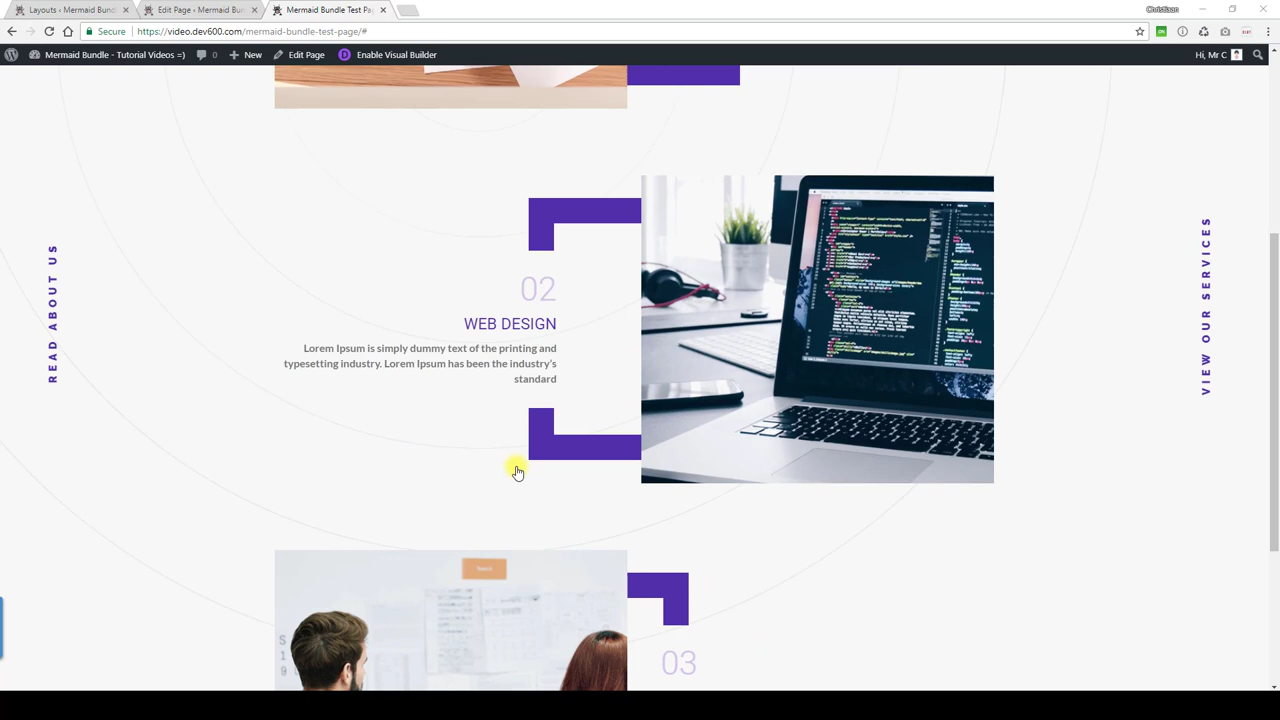 Layouts ‹ Mermaid Bundl
Edit Page ‹ Mermaid Bun
Mermaid Bundle Test Pa
Christiaan
Secure
https://video.dev600.com/mermaid-bundle-test-page/#
Mermaid Bundle - Tutorial Videos =)
0
New
Edit Page
D
Enable Visual Builder
Hi, Mr C
READ ABOUT US
02
WEB DESIGN
Lorem Ipsum is simply dummy text of the printing and
typesetting industry. Lorem Ipsum has been the industry's
standard
VIEW OUR SERVICES
Search
03